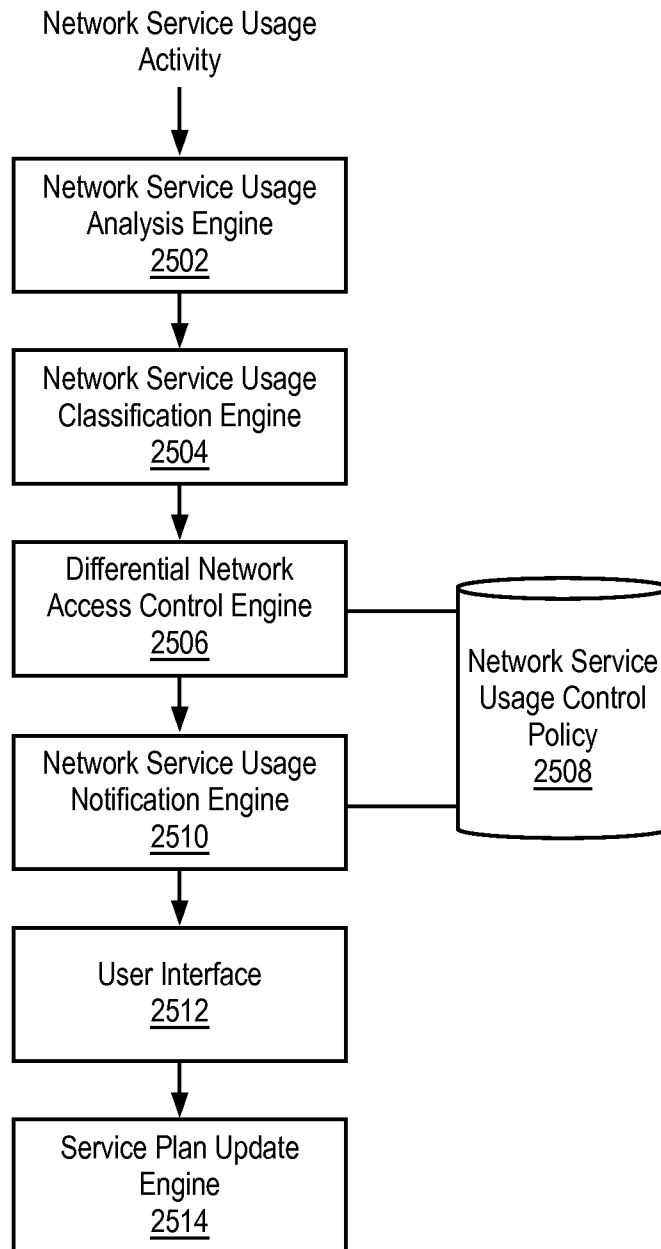 Network Service Usage
Activity
Network Service Usage
Analysis Engine
2502
Network Service Usage
Classification Engine
2504
Differential Network
Access Control Engine
2506
Network Service
Usage Control
Policy
2508
Network Service Usage
Notification Engine
2510
User Interface
2512
Service Plan Update
Engine
2514